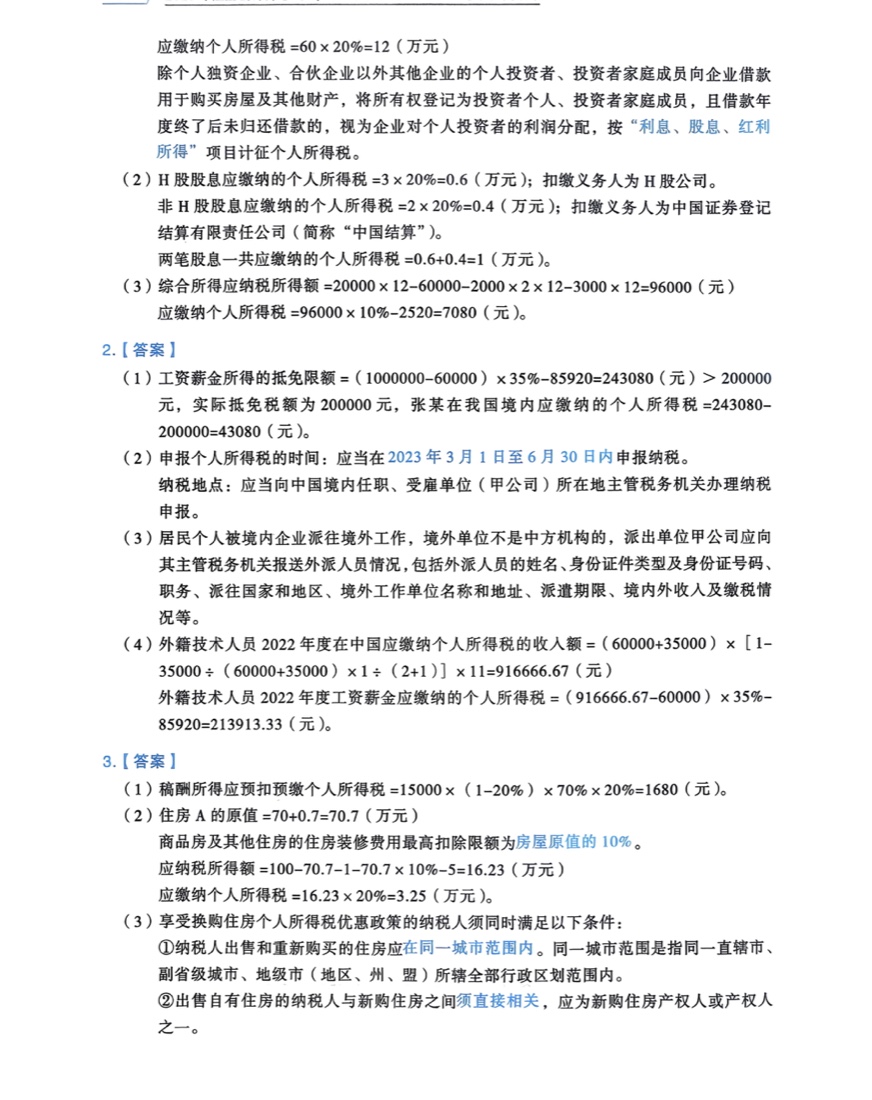 应缴纳个人所得税 =60×20%=12（万元）
除个人独资企业、合伙企业以外其他企业的个人投资者、投资者家庭成员向企业借款
用于购买房屋及其他财产，将所有权登记为投资者个人、投资者家庭成员，且借款年
度终了后未归还借款的，视为企业对个人投资者的利润分配，按“利息、股息、红利
所得”项目计征个人所得税。
（2）H 股股息应缴纳的个人所得税 =3×20%=0.6（万元）；扣缴义务人为 H 股公司。
非 H 股股息应缴纳的个人所得税 =2×20%=0.4（万元）；扣缴义务人为中国证券登记
结算有限责任公司（简称“中国结算”）。
两笔股息一共应缴纳的个人所得税 =0.6+0.4=1（万元）。
（3）综合所得应纳税所得额 =20000×12-60000-2000×2×12-3000×12=96000（元）
应缴纳个人所得税 =96000×10%-2520=7080（元）。
2.【答案】
（1）工资薪金所得的抵免限额 =（1000000-60000）×35%-85920=243080（元）＞ 200000
元，实际抵免税额为 200000 元，张某在我国境内应缴纳的个人所得税 =243080-
200000=43080（元）。
（2）申报个人所得税的时间：应当在 2023 年 3 月 1 日至 6 月 30 日内申报纳税。
纳税地点：应当向中国境内任职、受雇单位（甲公司）所在地主管税务机关办理纳税
申报。
（3）居民个人被境内企业派往境外工作，境外单位不是中方机构的，派出单位甲公司应向
其主管税务机关报送外派人员情况，包括外派人员的姓名、身份证件类型及身份证号码、
职务、派往国家和地区、境外工作单位名称和地址、派遣期限、境内外收入及缴税情
况等。
（4）外籍技术人员 2022 年度在中国应缴纳个人所得税的收入额 =（60000+35000）×［1-
35000÷（60000+35000）×1÷（2+1）］×11=916666.67（元）
外籍技术人员 2022 年度工资薪金应缴纳的个人所得税 =（916666.67-60000）×35%-
85920=213913.33（元）。
3.【答案】
（1）稿酬所得应预扣预缴个人所得税 =15000×（1-20%）×70%×20%=1680（元）。
（2）住房 A 的原值 =70+0.7=70.7（万元）
商品房及其他住房的住房装修费用最高扣除限额为房屋原值的 10%。
应纳税所得额 =100-70.7-1-70.7×10%-5=16.23（万元）
应缴纳个人所得税 =16.23×20%=3.25（万元）。
（3）享受换购住房个人所得税优惠政策的纳税人须同时满足以下条件：
①纳税人出售和重新购买的住房应在同一城市范围内。同一城市范围是指同一直辖市、
副省级城市、地级市（地区、州、盟）所辖全部行政区划范围内。
②出售自有住房的纳税人与新购住房之间须直接相关，应为新购住房产权人或产权人
之一。